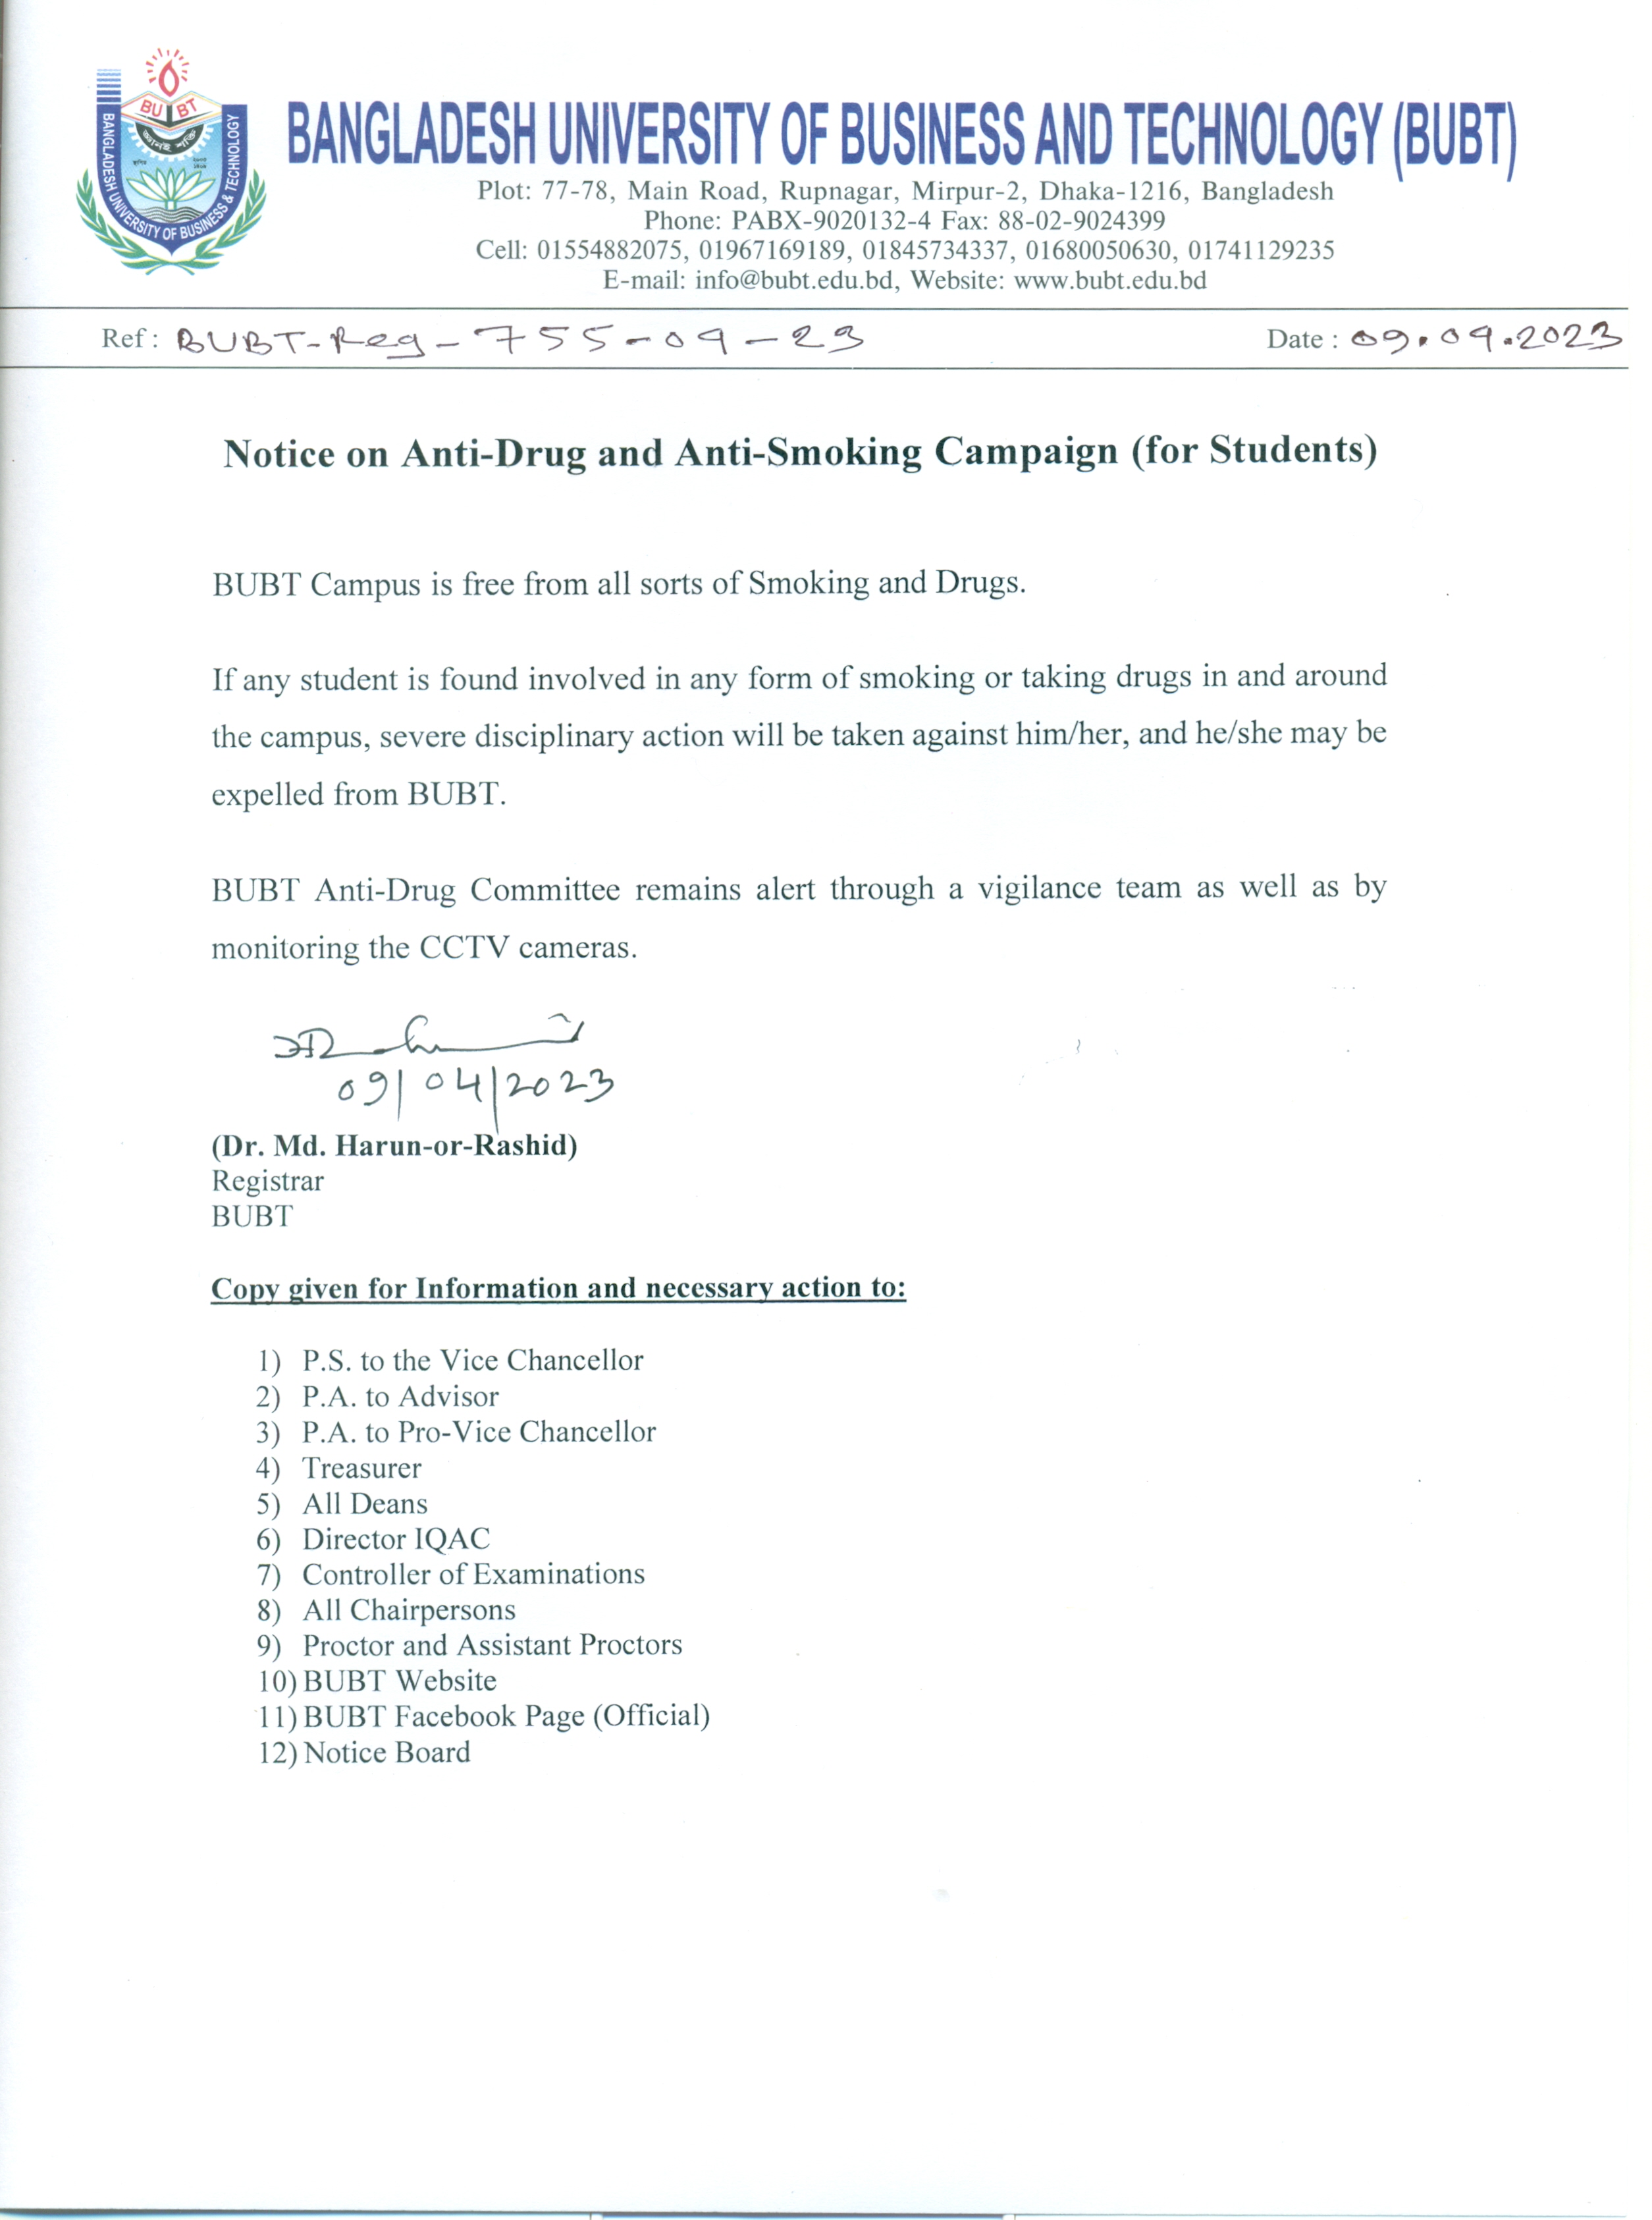 BU BT
জ্ঞানই শক্তি
BANGLADESH UNIVERSITY OF BUSINESS & TECHNOLOGY
BANGLADESH UNIVERSITY OF BUSINESS AND TECHNOLOGY (BUBT)
Plot: 77-78, Main Road, Rupnagar, Mirpur-2, Dhaka-1216, Bangladesh
Phone: PABX-9020132-4 Fax: 88-02-9024399
Cell: 01554882075, 01967169189, 01845734337, 01680050630, 01741129235
E-mail: info@bubt.edu.bd, Website: www.bubt.edu.bd
Ref : BUBT-Reg-755-04-23 Date : 09.04.2023
Notice on Anti-Drug and Anti-Smoking Campaign (for Students)
BUBT Campus is free from all sorts of Smoking and Drugs.
If any student is found involved in any form of smoking or taking drugs in and around
the campus, severe disciplinary action will be taken against him/her, and he/she may be
expelled from BUBT.
BUBT Anti-Drug Committee remains alert through a vigilance team as well as by
monitoring the CCTV cameras.
09/04/2023
(Dr. Md. Harun-or-Rashid)
Registrar
BUBT
Copy given for Information and necessary action to:
1) P.S. to the Vice Chancellor
2) P.A. to Advisor
3) P.A. to Pro-Vice Chancellor
4) Treasurer
5) All Deans
6) Director IQAC
7) Controller of Examinations
8) All Chairpersons
9) Proctor and Assistant Proctors
10) BUBT Website
11) BUBT Facebook Page (Official)
12) Notice Board